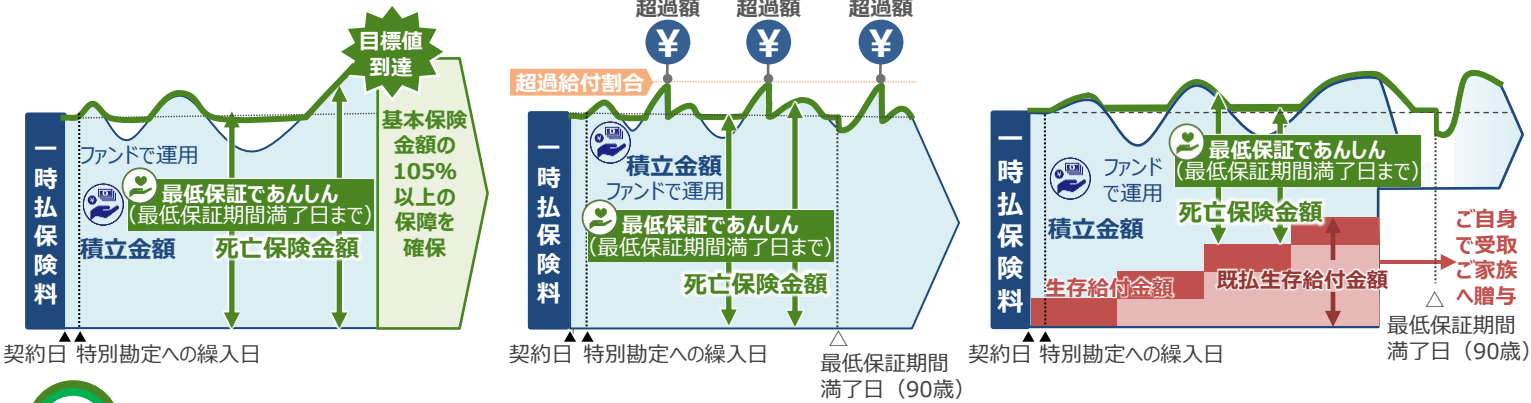 目標値
到達
一時払保険料
ファンドで運用
最低保証であんしん
(最低保証期間満了日まで)
積立金額
死亡保険金額
基本保険
金額の
105%
以上の
保障を
確保
契約日
特別勘定への繰入日
超過額
超過額
超過額
¥
¥
¥
超過給付割合
一時払保険料
積立金額
ファンドで運用
最低保証であんしん
(最低保証期間満了日まで)
死亡保険金額
契約日
特別勘定への繰入日
最低保証期間
満了日（90歳）
一時払保険料
ファンド
で運用
積立金額
最低保証であんしん
(最低保証期間満了日まで)
死亡保険金額
生存給付金額
既払生存給付金額
ご自身
で受取
ご家族
へ贈与
契約日
特別勘定への繰入日
最低保証期間
満了日（90歳）